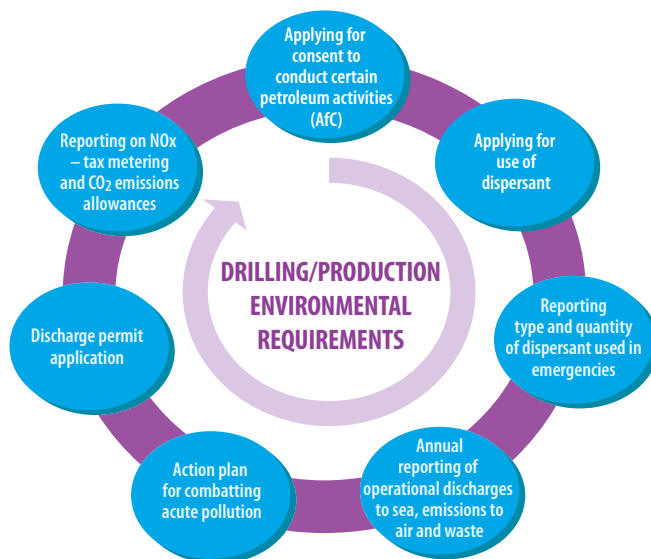 Applying for
consent to
conduct certain
petroleum activities
(AfC)
Applying for
use of
dispersant
Reporting
type and quantity
of dispersant used in
emergencies
Annual
reporting of
operational discharges
to sea, emissions to
air and waste
Action plan
for combatting
acute pollution
Discharge permit
application
Reporting on NOx
– tax metering
and CO₂ emissions
allowances
DRILLING/PRODUCTION
ENVIRONMENTAL
REQUIREMENTS